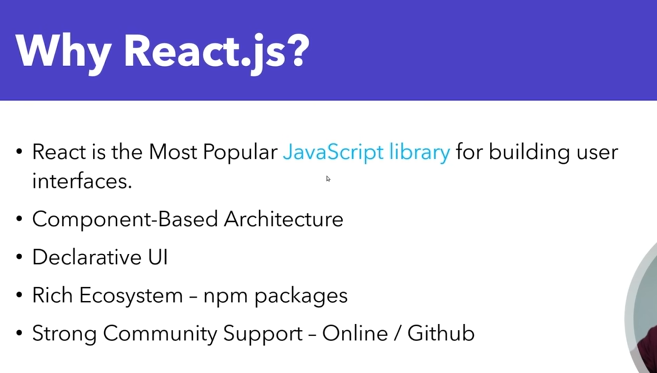 Why React.js?
• React is the Most Popular JavaScript library for building user
interfaces.
• Component-Based Architecture
• Declarative UI
• Rich Ecosystem – npm packages
• Strong Community Support – Online / Github